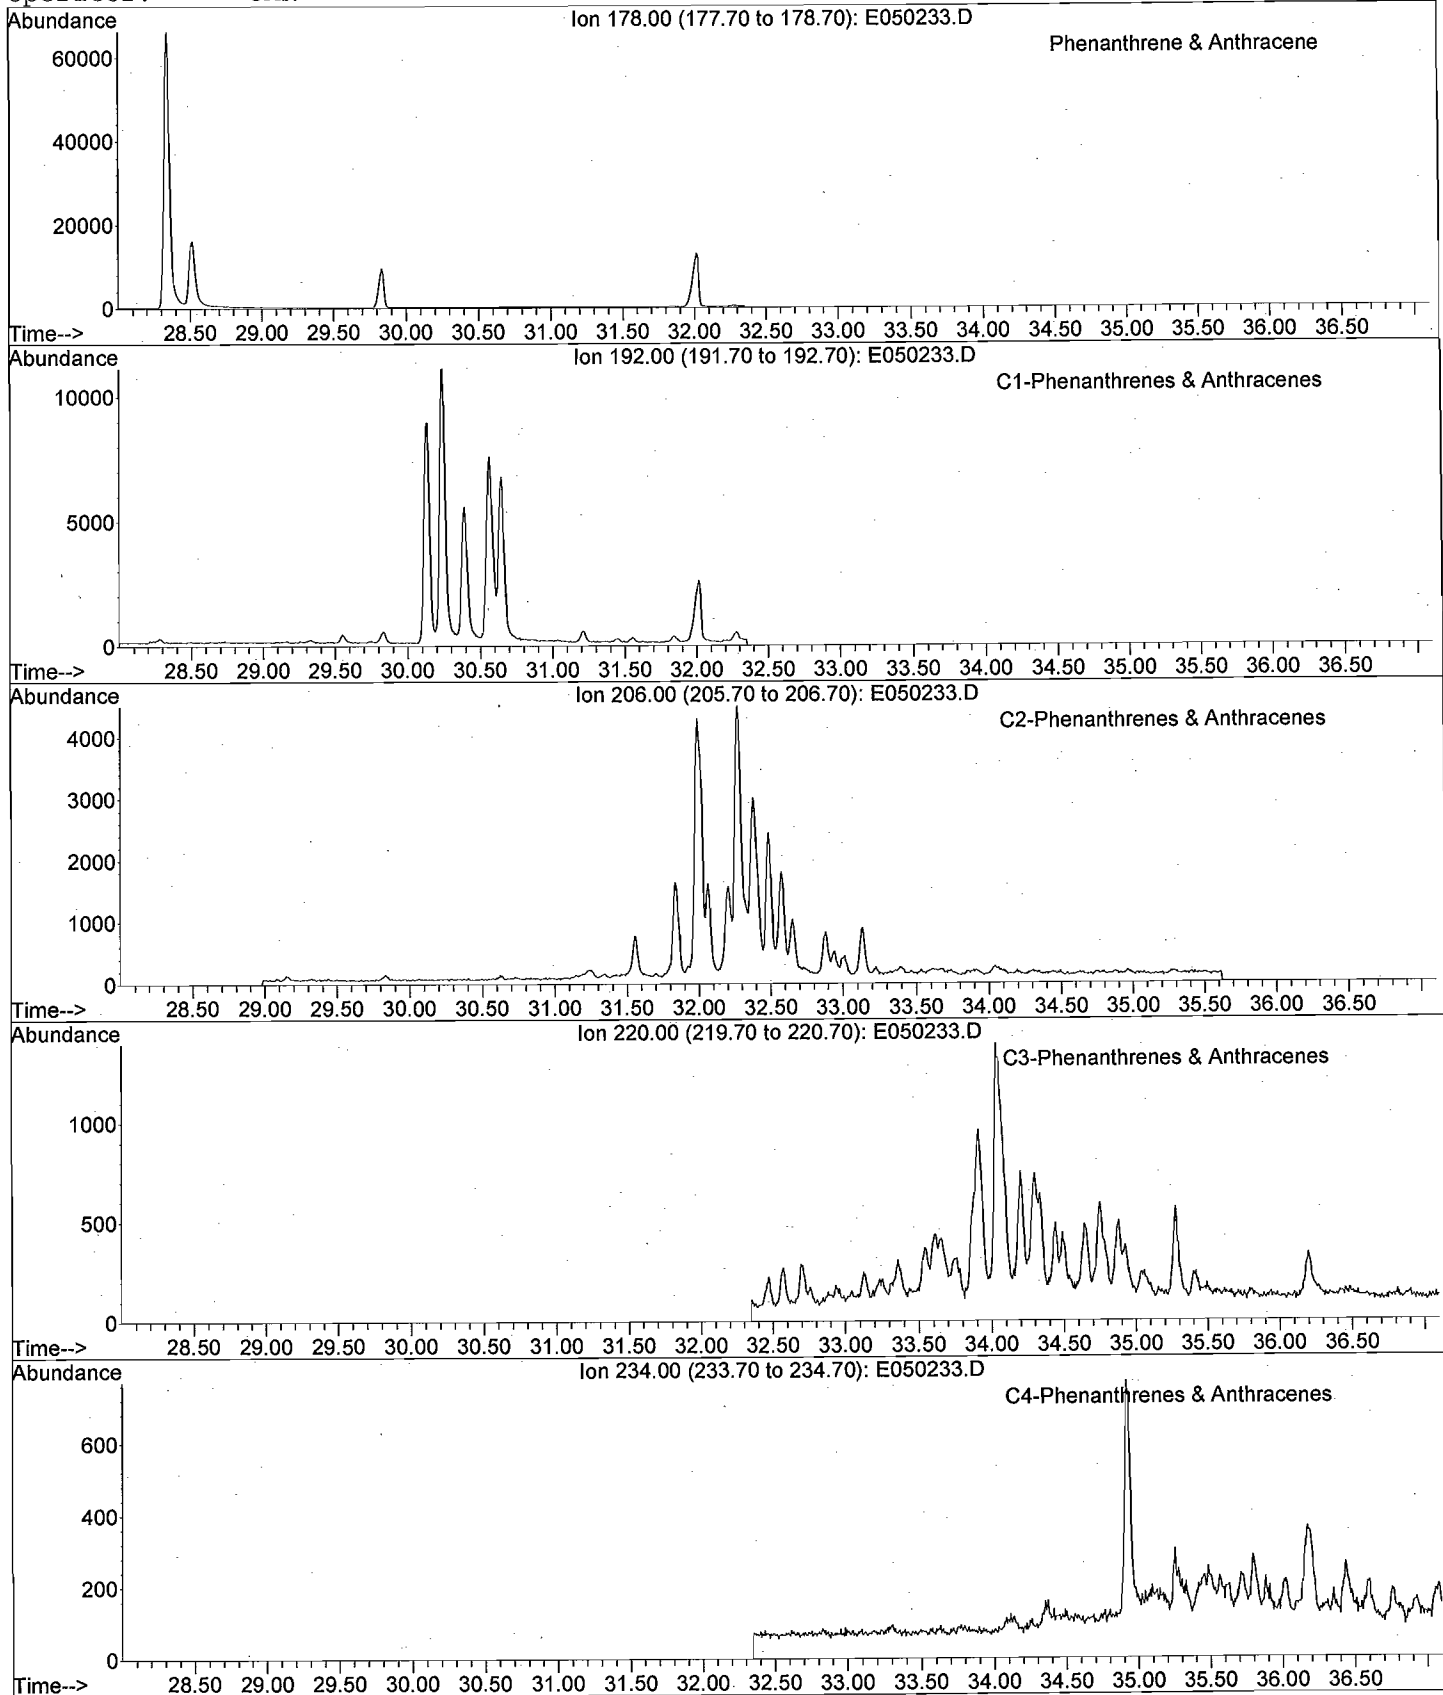 Abundance
Ion 178.00 (177.70 to 178.70): E050233.D
Phenanthrene & Anthracene
60000
40000
20000
0
Time-->
28.50 29.00 29.50 30.00 30.50 31.00 31.50 32.00 32.50 33.00 33.50 34.00 34.50 35.00 35.50 36.00 36.50
Abundance
Ion 192.00 (191.70 to 192.70): E050233.D
C1-Phenanthrenes & Anthracenes
10000
5000
0
Time-->
28.50 29.00 29.50 30.00 30.50 31.00 31.50 32.00 32.50 33.00 33.50 34.00 34.50 35.00 35.50 36.00 36.50
Abundance
Ion 206.00 (205.70 to 206.70): E050233.D
C2-Phenanthrenes & Anthracenes
4000
3000
2000
1000
0
Time-->
28.50 29.00 29.50 30.00 30.50 31.00 31.50 32.00 32.50 33.00 33.50 34.00 34.50 35.00 35.50 36.00 36.50
Abundance
Ion 220.00 (219.70 to 220.70): E050233.D
C3-Phenanthrenes & Anthracenes
1000
500
0
Time-->
28.50 29.00 29.50 30.00 30.50 31.00 31.50 32.00 32.50 33.00 33.50 34.00 34.50 35.00 35.50 36.00 36.50
Abundance
Ion 234.00 (233.70 to 234.70): E050233.D
C4-Phenanthrenes & Anthracenes
600
400
200
0
Time-->
28.50 29.00 29.50 30.00 30.50 31.00 31.50 32.00 32.50 33.00 33.50 34.00 34.50 35.00 35.50 36.00 36.50